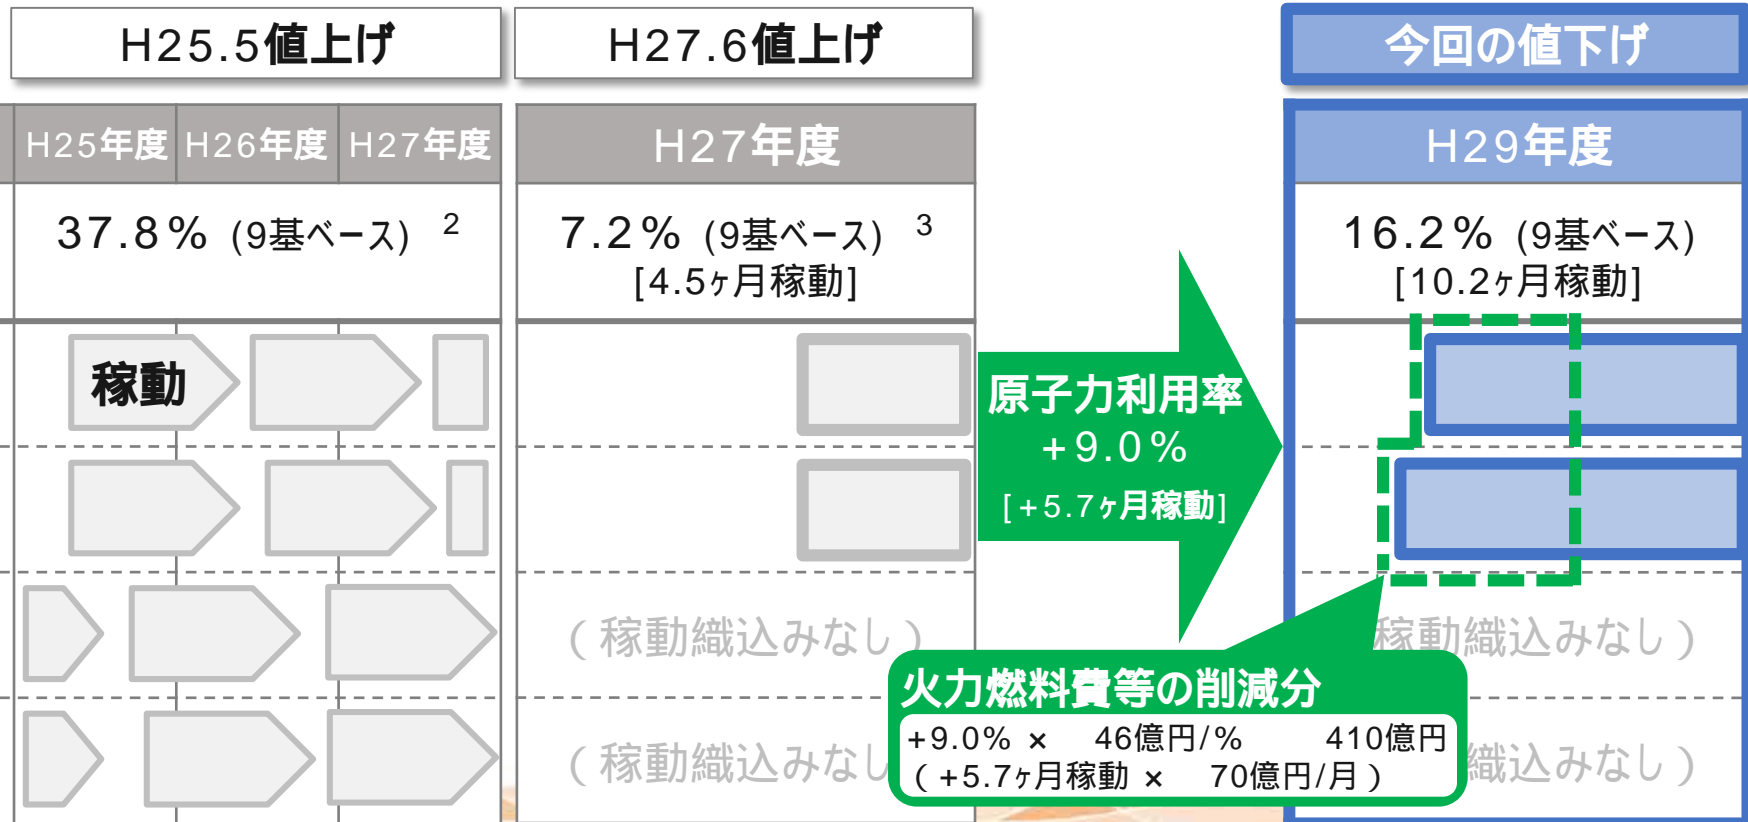 H25.5値上げ
H27.6値上げ
今回の値下げ
H25年度
H26年度
H27年度
H27年度
H29年度
37.8% (9基ベース) 2
7.2% (9基ベース) 3
[4.5ヶ月稼動]
16.2% (9基ベース)
[10.2ヶ月稼動]
稼動
原子力利用率
+9.0%
[+5.7ヶ月稼動]
(稼動織込みなし)
稼動織込みなし)
(稼動織込みなし
織込みなし)
火力燃料費等の削減分
+9.0% × 46億円/% 410億円
(+5.7ヶ月稼動 × 70億円/月)